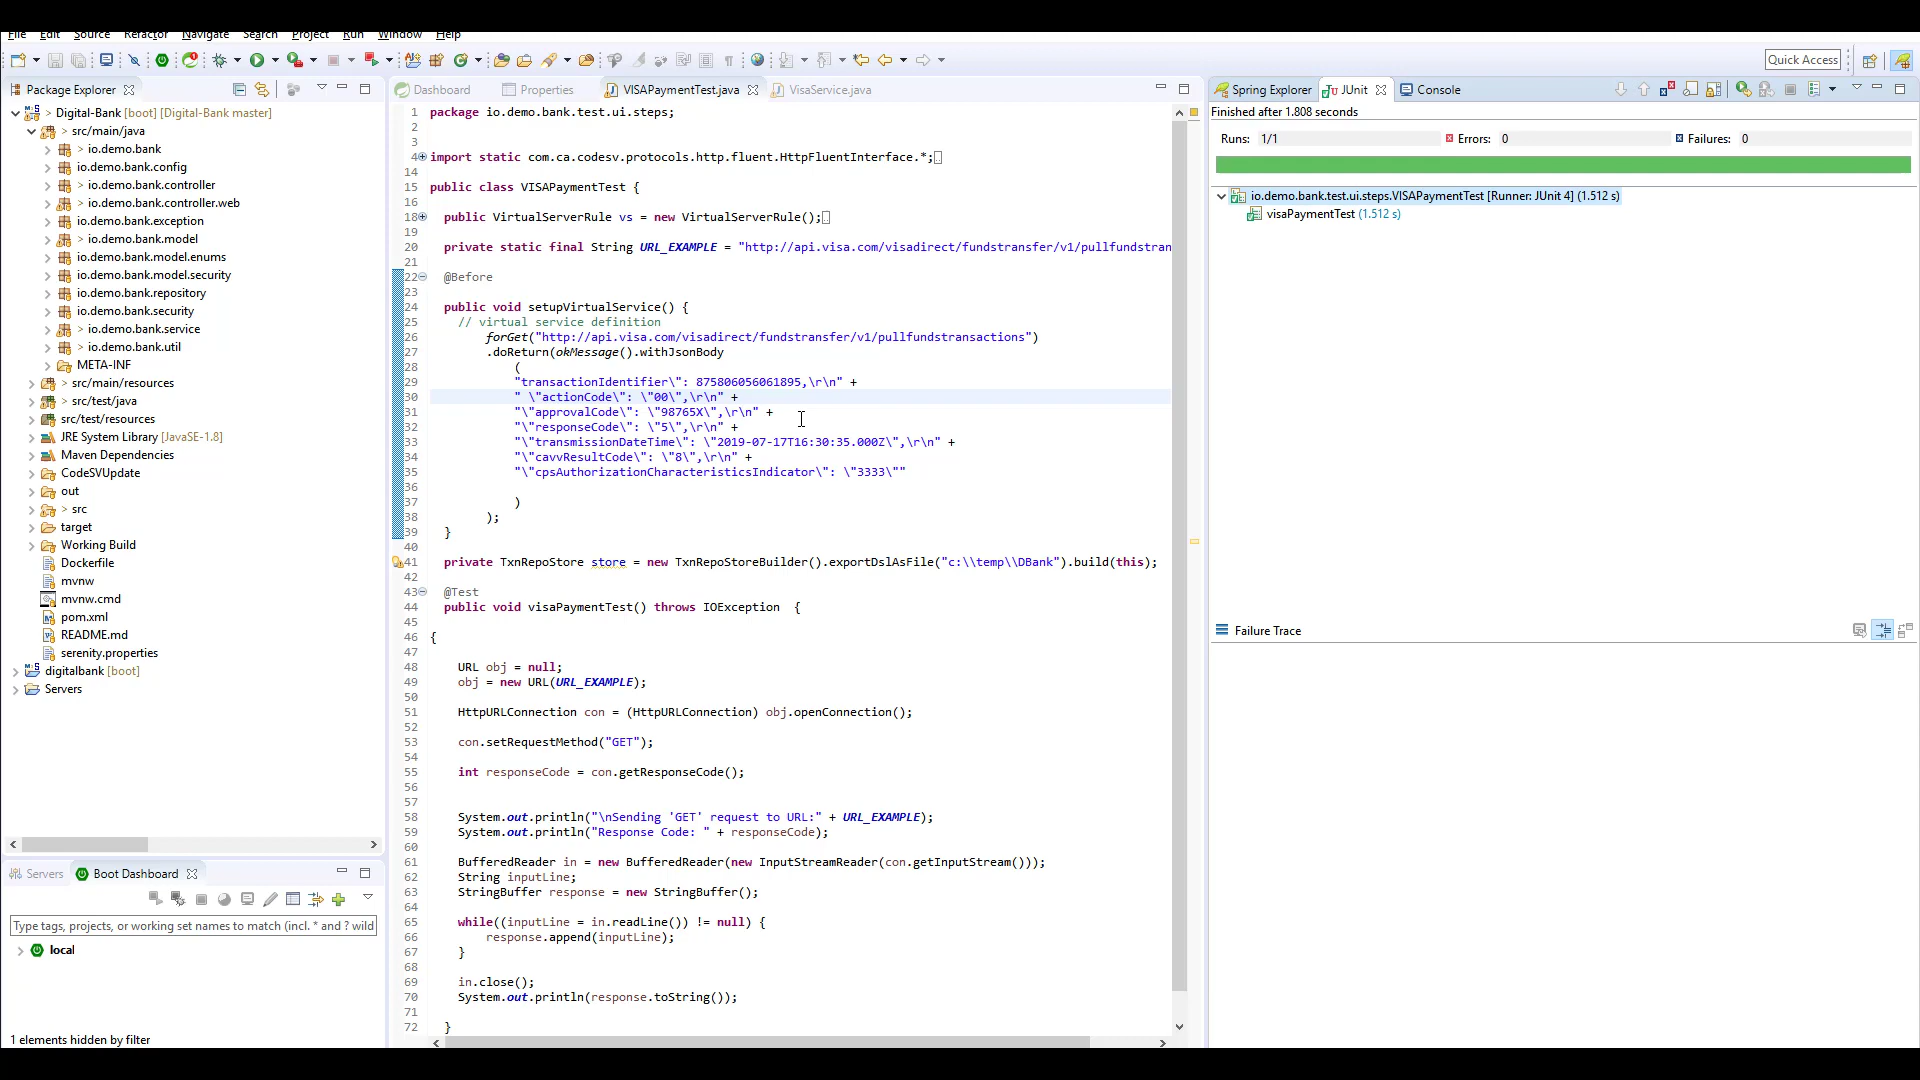 File Edit Source Refactor Navigate Search Project Run Window Help
Quick Access
Package Explorer
Digital-Bank [boot] [Digital-Bank master]
> src/main/java
> io.demo.bank
io.demo.bank.config
> io.demo.bank.controller
> io.demo.bank.controller.web
io.demo.bank.exception
> io.demo.bank.model
io.demo.bank.model.enums
io.demo.bank.model.security
io.demo.bank.repository
io.demo.bank.security
> io.demo.bank.service
> io.demo.bank.util
META-INF
> src/main/resources
> src/test/java
src/test/resources
JRE System Library [JavaSE-1.8]
Maven Dependencies
CodeSVUpdate
out
> src
target
Working Build
Dockerfile
mvnw
mvnw.cmd
pom.xml
README.md
serenity.properties
digitalbank [boot]
Servers
Servers Boot Dashboard
Type tags, projects, or working set names to match (incl. * and ? wild
local
1 elements hidden by filter
Dashboard Properties VISAPaymentTest.java VisaService.java
1 package io.demo.bank.test.ui.steps;
2
3
4 import static com.ca.codesv.protocols.http.fluent.HttpFluentInterface.*;
14
15 public class VISAPaymentTest {
16
18 public VirtualServerRule vs = new VirtualServerRule();
19
20 private static final String URL_EXAMPLE = "http://api.visa.com/visadirect/fundstransfer/v1/pullfundstran
21
22 @Before
23
24 public void setupVirtualService() {
25 // virtual service definition
26 forGet("http://api.visa.com/visadirect/fundstransfer/v1/pullfundstransactions")
27 .doReturn(okMessage().withJsonBody
28 (
29 "transactionIdentifier\": 875806056061895,\r\n" +
30 " \"actionCode\": \"00\",\r\n" +
31 "\"approvalCode\": \"98765X\",\r\n" +
32 "\"responseCode\": \"5\",\r\n" +
33 "\"transmissionDateTime\": \"2019-07-17T16:30:35.000Z\",\r\n" +
34 "\"cavvResultCode\": \"8\",\r\n" +
35 "\"cpsAuthorizationCharacteristicsIndicator\": \"3333\""
36
37 )
38 );
39 }
40
41 private TxnRepoStore store = new TxnRepoStoreBuilder().exportDslAsFile("c:\\temp\\DBank").build(this);
42
43 @Test
44 public void visaPaymentTest() throws IOException {
45
46 {
47
48 URL obj = null;
49 obj = new URL(URL_EXAMPLE);
50
51 HttpURLConnection con = (HttpURLConnection) obj.openConnection();
52
53 con.setRequestMethod("GET");
54
55 int responseCode = con.getResponseCode();
56
57
58 System.out.println("\nSending 'GET' request to URL:" + URL_EXAMPLE);
59 System.out.println("Response Code: " + responseCode);
60
61 BufferedReader in = new BufferedReader(new InputStreamReader(con.getInputStream()));
62 String inputLine;
63 StringBuffer response = new StringBuffer();
64
65 while((inputLine = in.readLine()) != null) {
66 response.append(inputLine);
67 }
68
69 in.close();
70 System.out.println(response.toString());
71
72 }
Spring Explorer JUnit Console
Finished after 1.808 seconds
Runs: 1/1 Errors: 0 Failures: 0
io.demo.bank.test.ui.steps.VISAPaymentTest [Runner: JUnit 4] (1.512 s)
visaPaymentTest (1.512 s)
Failure Trace